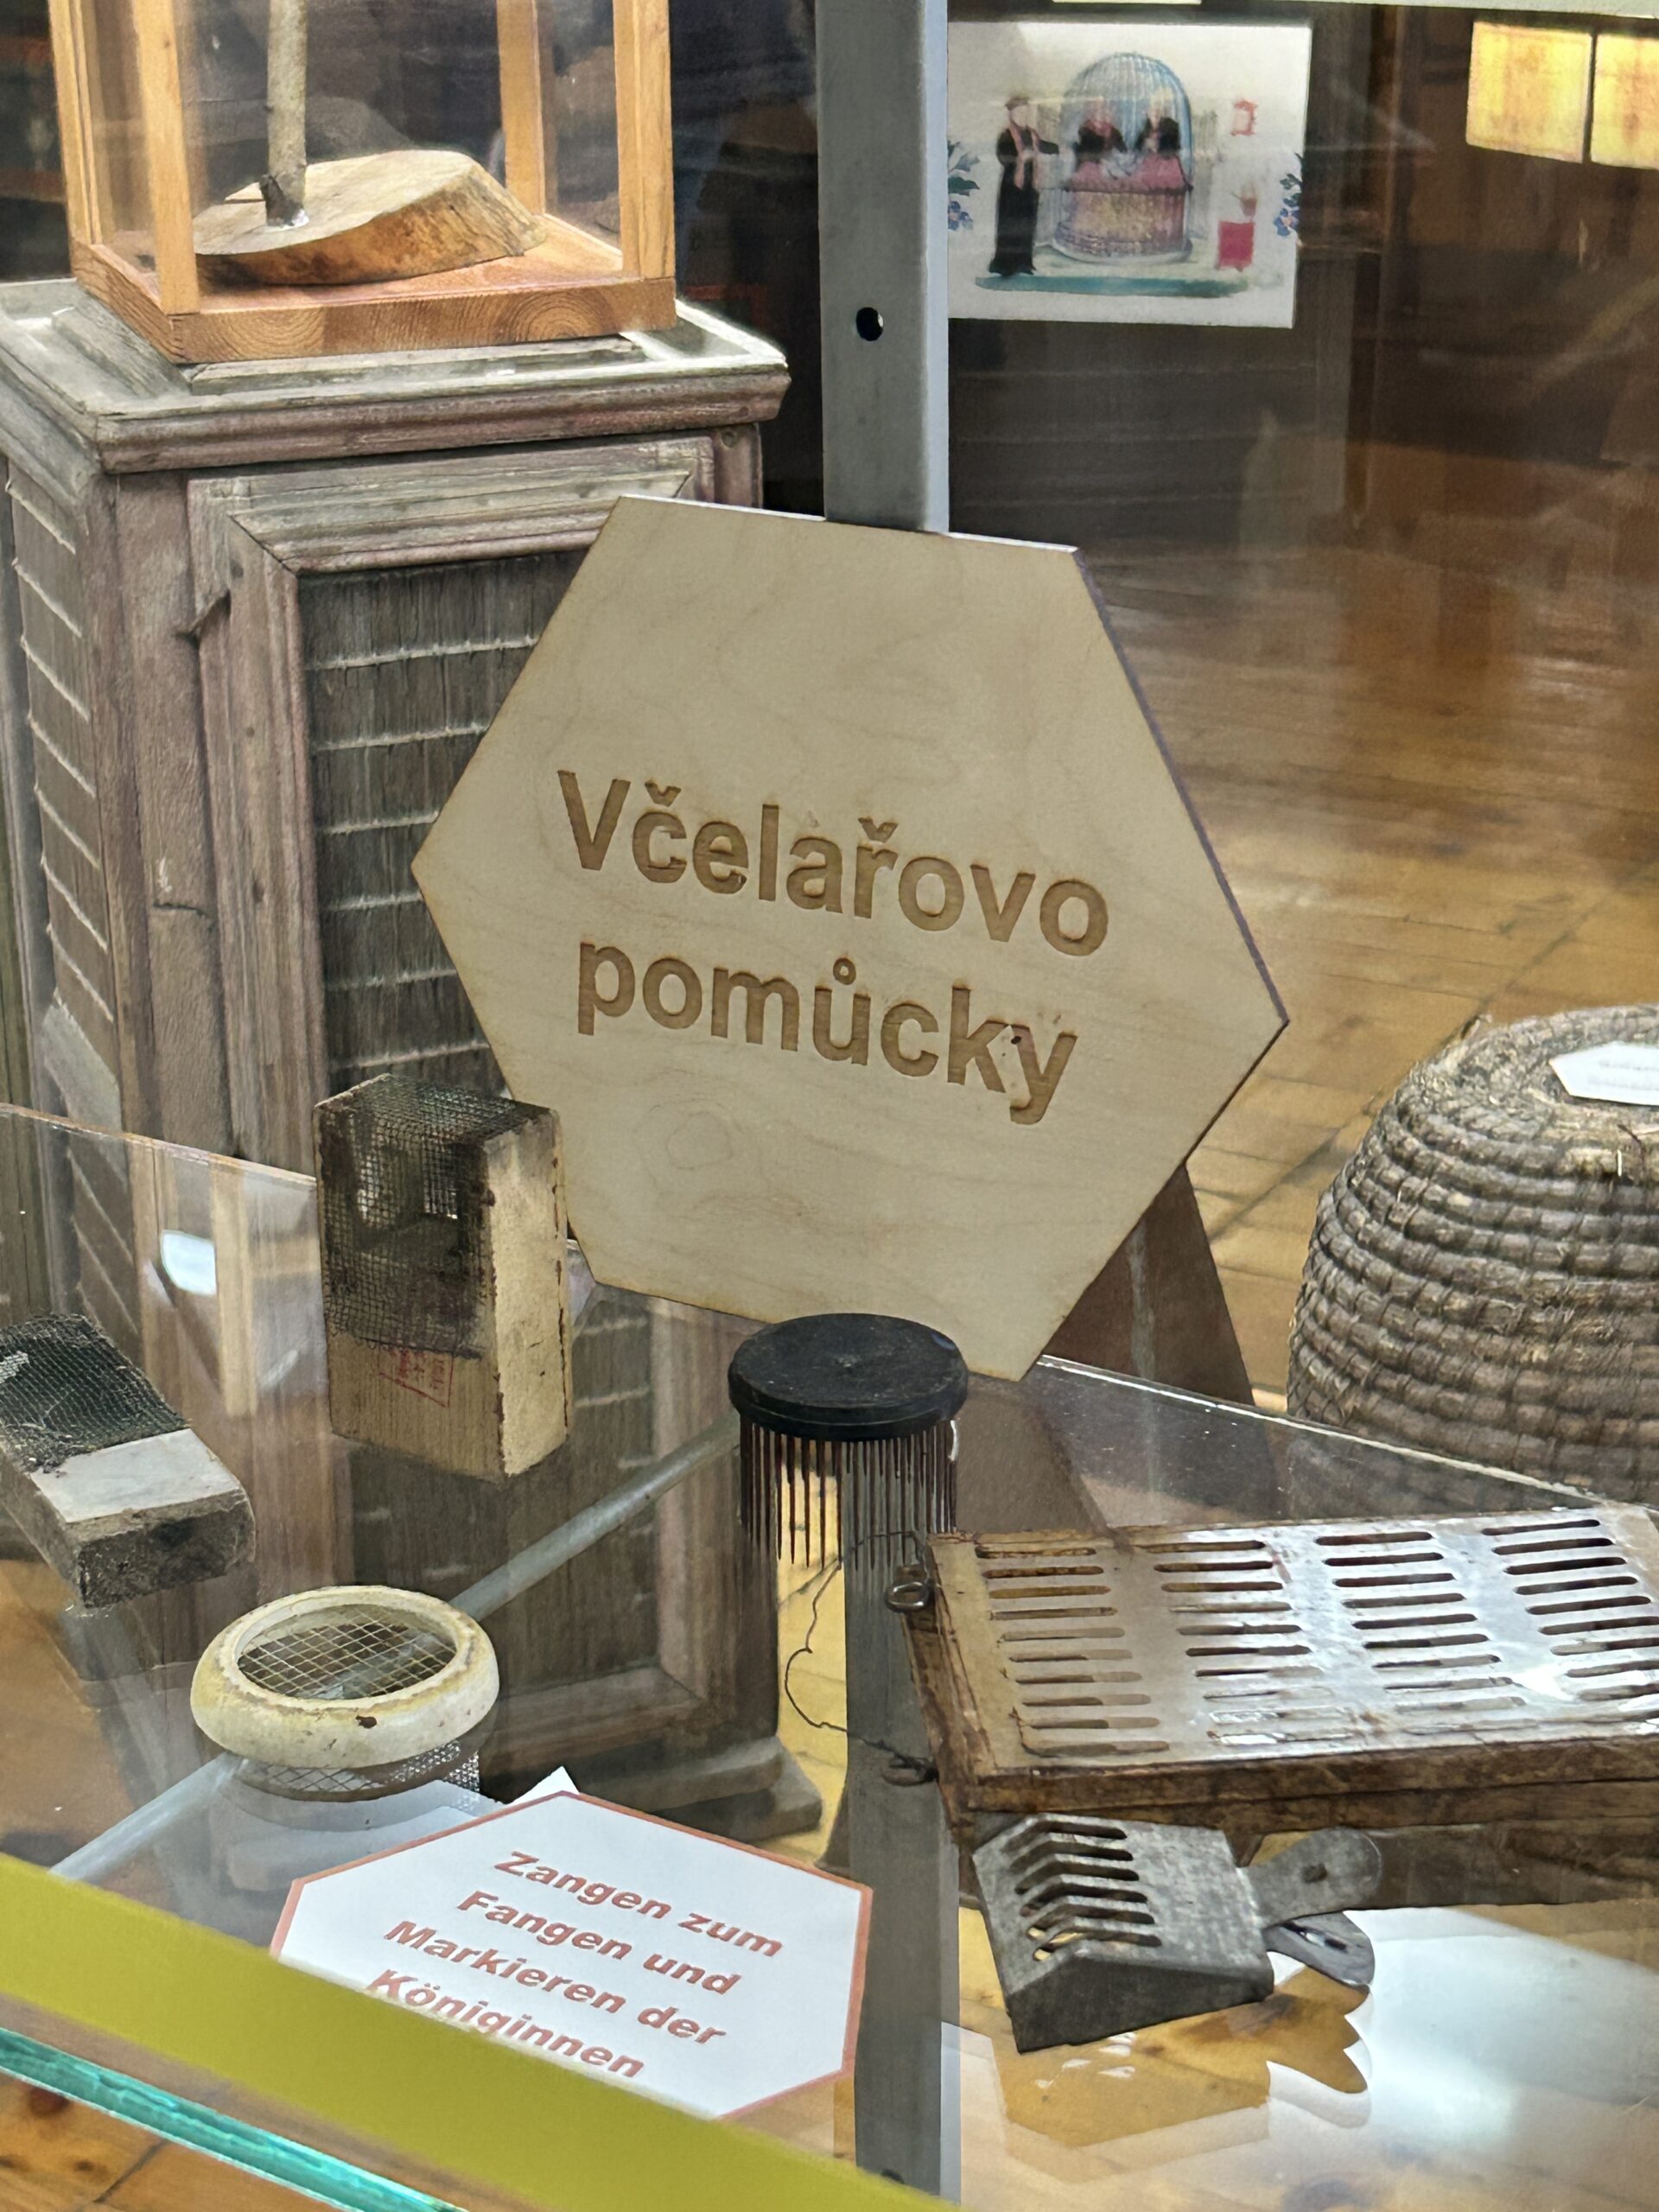 Včelařovo
pomůcky
Zangen zum
Fangen und
Markieren der
Königinnen